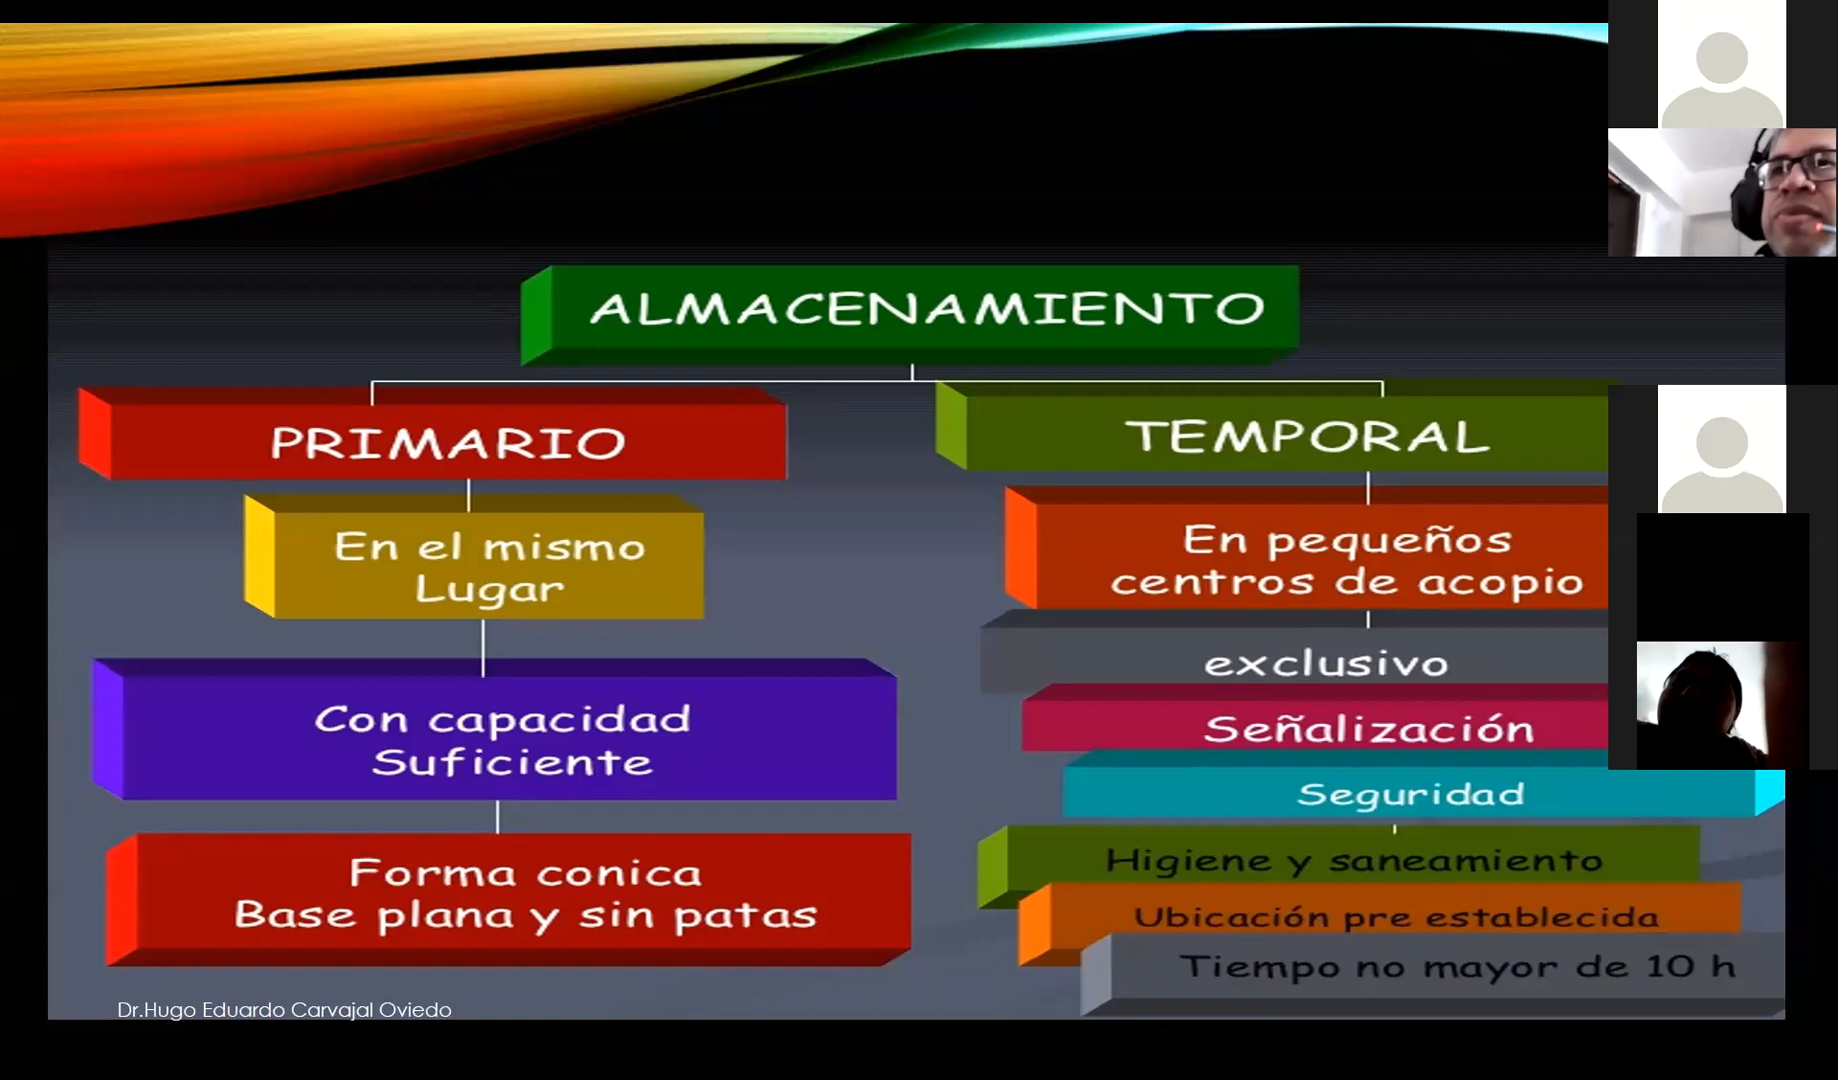 ALMACENAMIENTO
PRIMARIO
En el mismo
Lugar
Con capacidad
Suficiente
Forma conica
Base plana y sin patas
TEMPORAL
En pequeños
centros de acopio
exclusivo
Señalización
Seguridad
Higiene y saneamiento
Ubicación pre establecida
Tiempo no mayor de 10 h
Dr.Hugo Eduardo Carvajal Oviedo